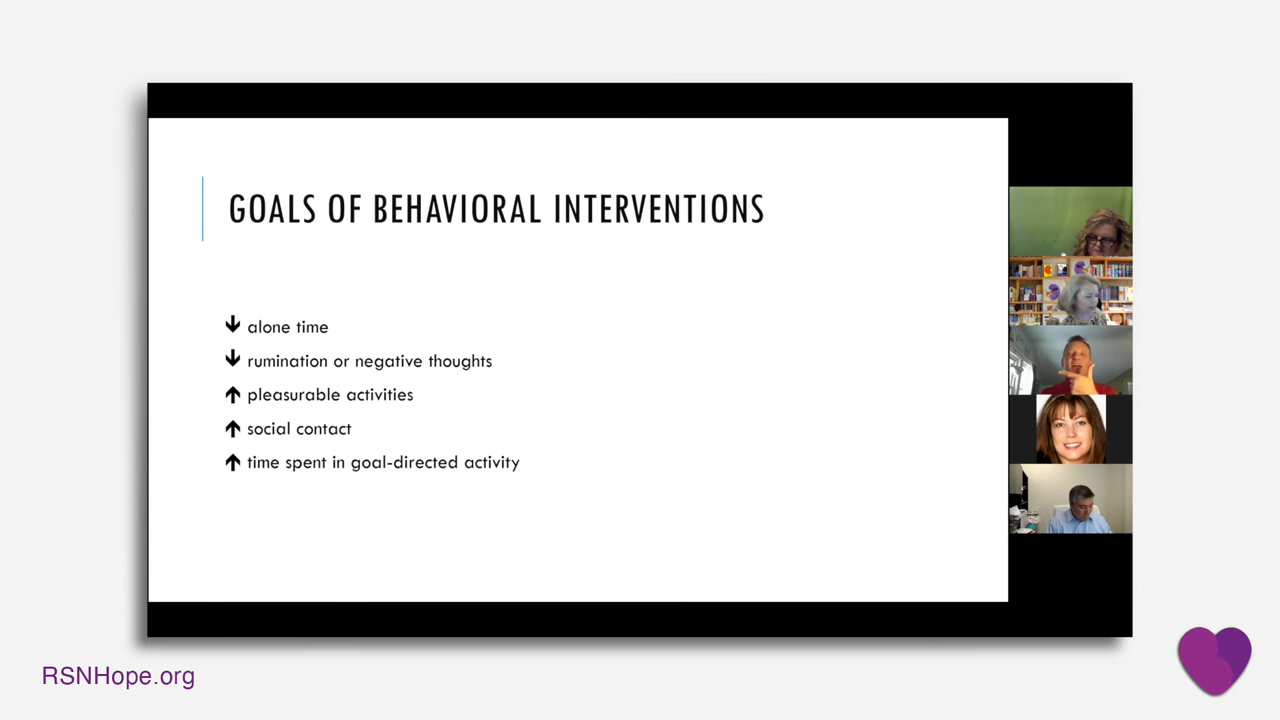 GOALS OF BEHAVIORAL INTERVENTIONS
↓ alone time
↓ rumination or negative thoughts
↑ pleasurable activities
↑ social contact
↑ time spent in goal-directed activity
RSNHope.org